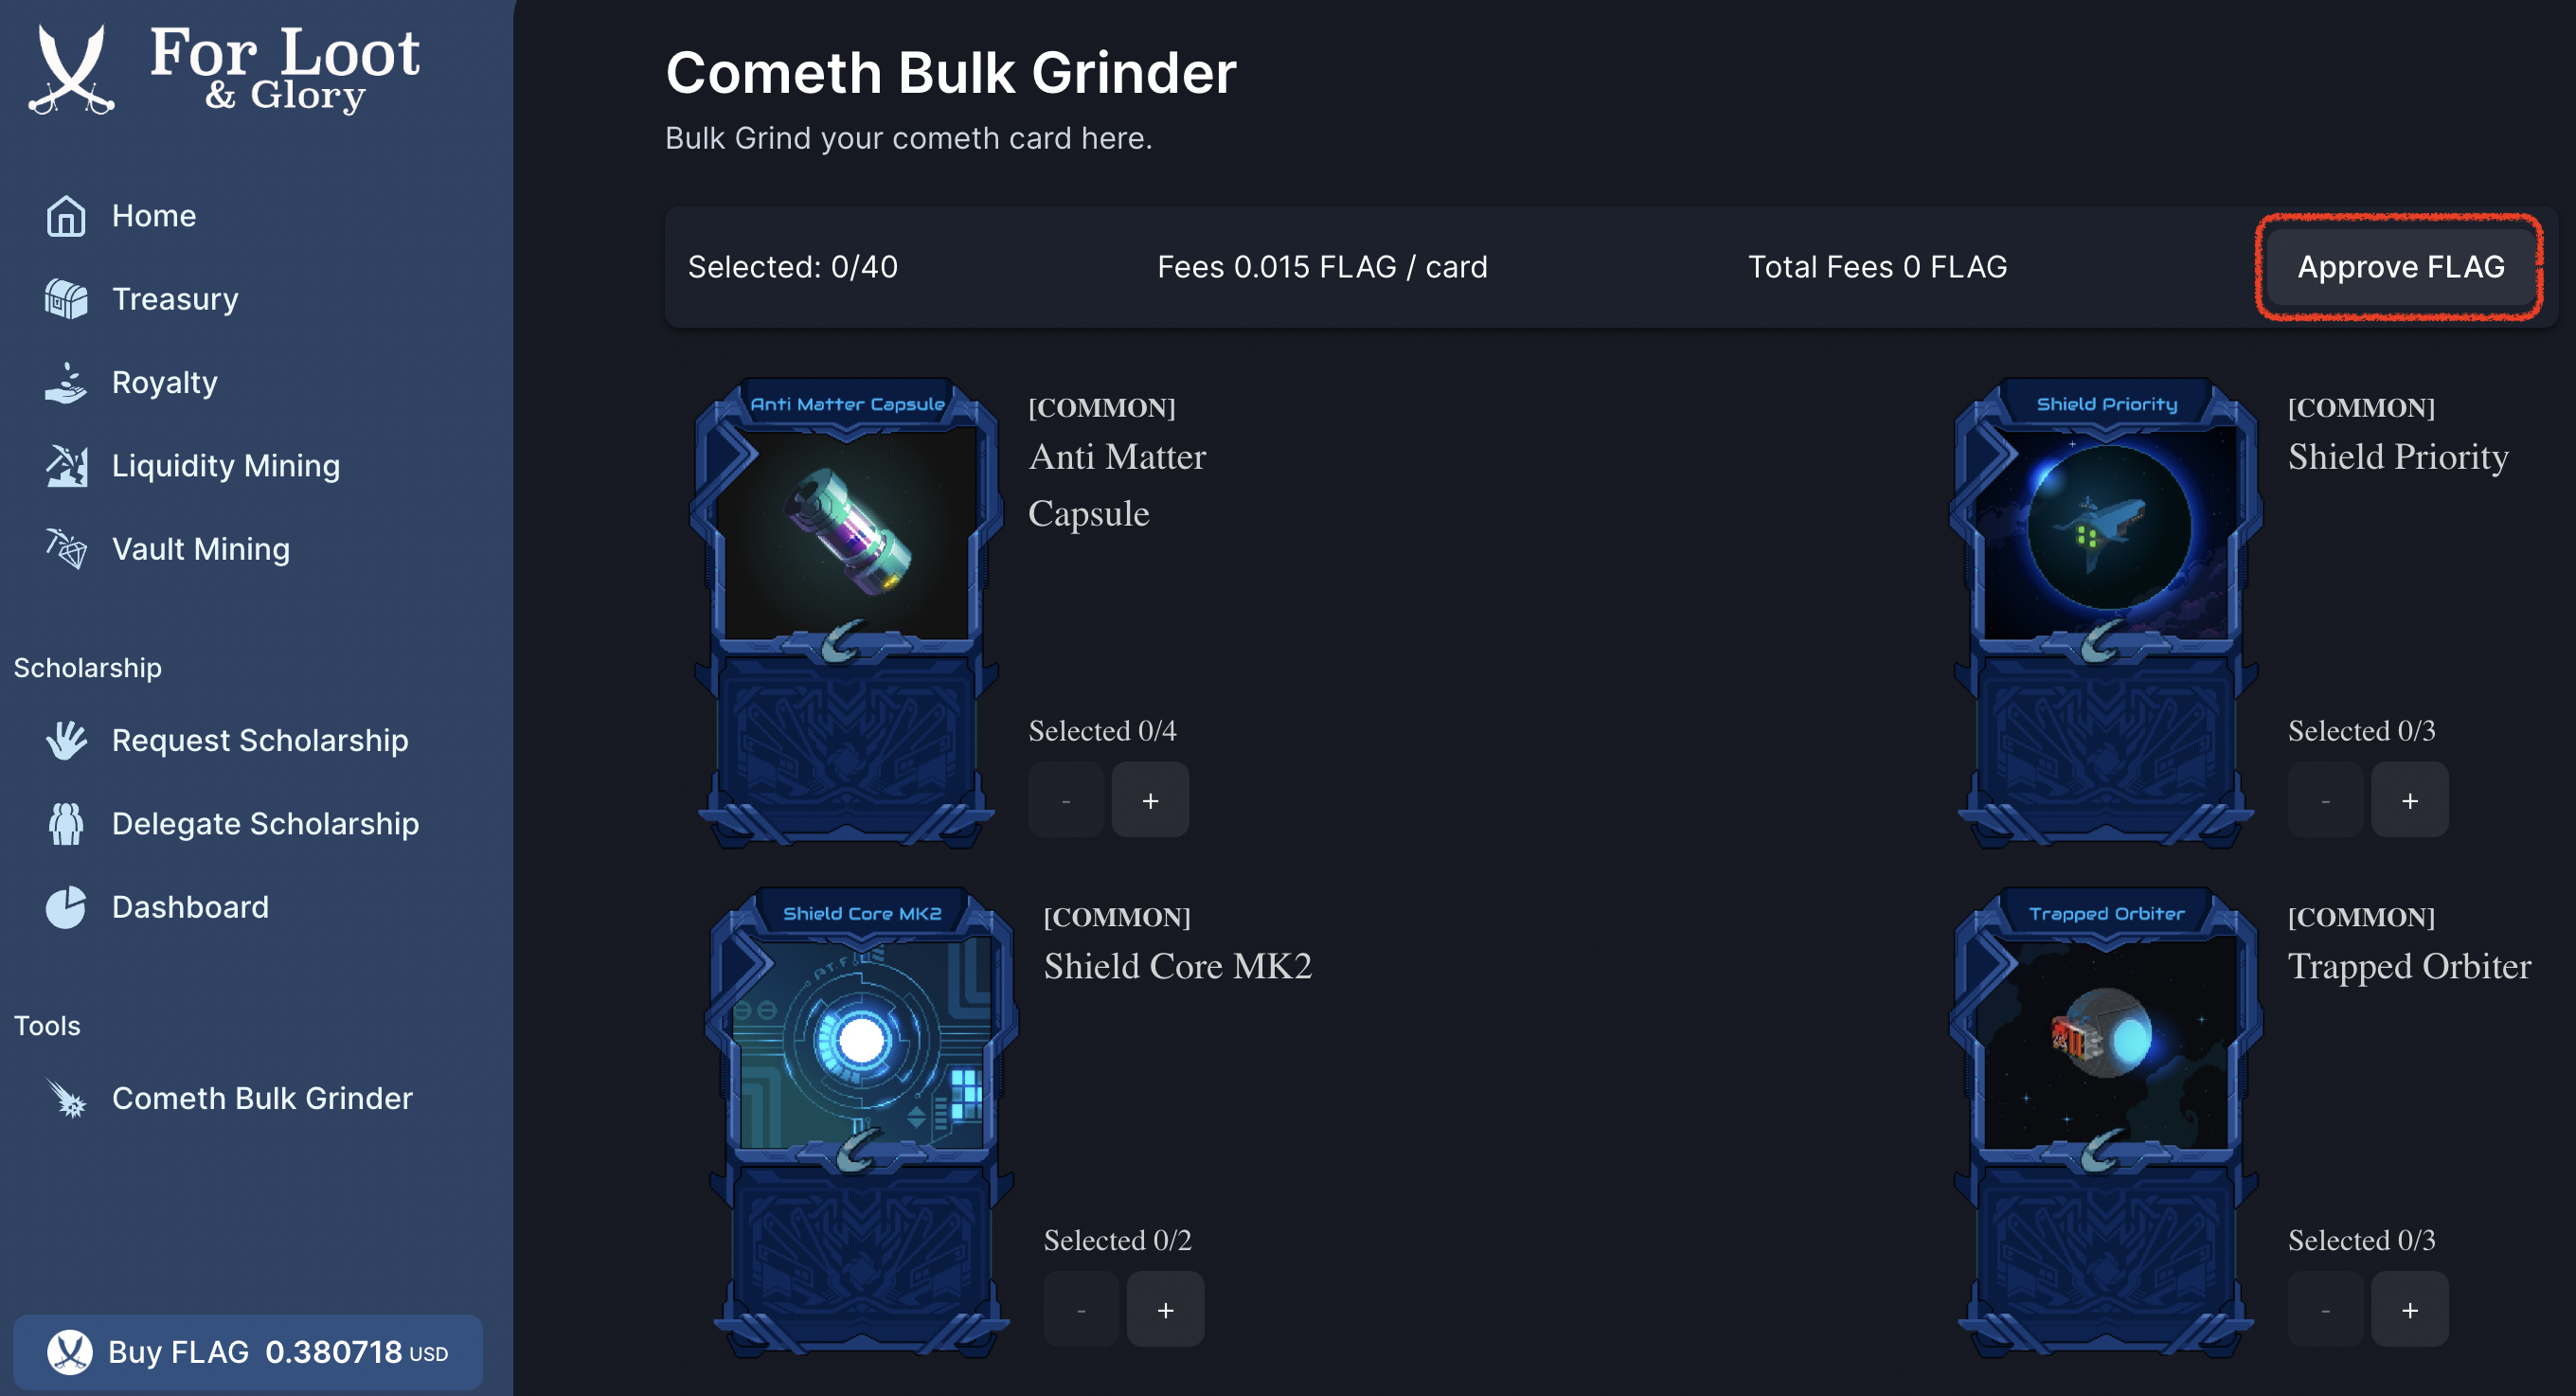 For Loot
& Glory
Home
Treasury
Royalty
Liquidity Mining
Vault Mining
Scholarship
Request Scholarship
Delegate Scholarship
Dashboard
Tools
Cometh Bulk Grinder
Buy FLAG 0.380718 USD
Cometh Bulk Grinder
Bulk Grind your cometh card here.
Selected: 0/40 Fees 0.015 FLAG / card Total Fees 0 FLAG Approve FLAG
Anti Matter Capsule
[COMMON]
Anti Matter
Capsule
Selected 0/4
- +
Shield Priority
[COMMON]
Shield Priority
Selected 0/3
- +
Shield Core MK2
[COMMON]
Shield Core MK2
Selected 0/2
- +
Trapped Orbiter
[COMMON]
Trapped Orbiter
Selected 0/3
- +